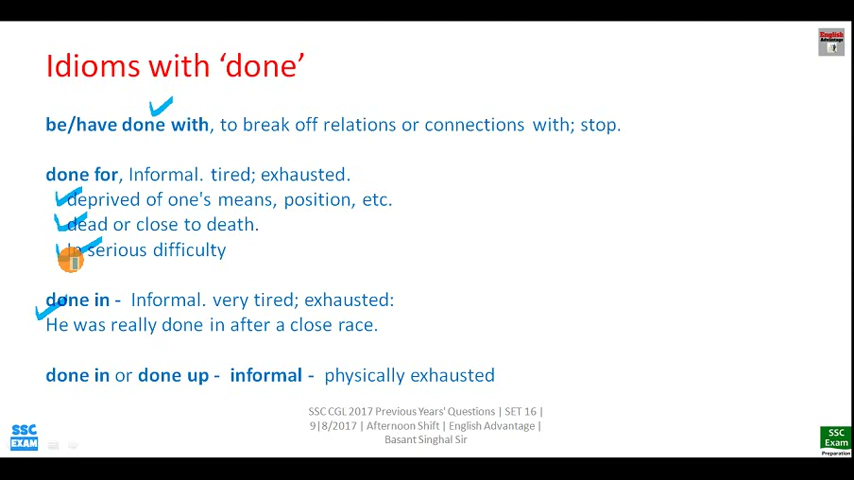 English
Advantage
Idioms with ‘done’
be/have done with, to break off relations or connections with; stop.
done for, Informal. tired; exhausted.
deprived of one's means, position, etc.
dead or close to death.
In serious difficulty
done in - Informal. very tired; exhausted:
He was really done in after a close race.
done in or done up - informal - physically exhausted
SSC CGL 2017 Previous Years' Questions | SET 16 |
9|8/2017 | Afternoon Shift | English Advantage |
Basant Singhal Sir
SSC
EXAM
SSC
Exam
Preparation